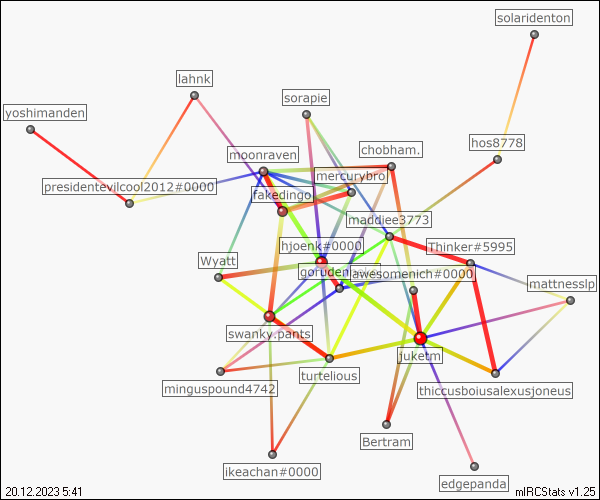 solaridenton
lahnk
sorapie
yoshimanden
hos8778
chobham.
moonraven
mercurybro
presidentevilcool2012#0000
fakedingo
maddiee3773
hjoenk#0000
Thinker#5995
Wyatt
awesomenich#0000
mattnesslp
swanky.pants
juketm
turtelious
minguspound4742
thiccusboiusalexusjoneus
Bertram
ikeachan#0000
edgepanda
20.12.2023 5:41
mIRCStats v1.25